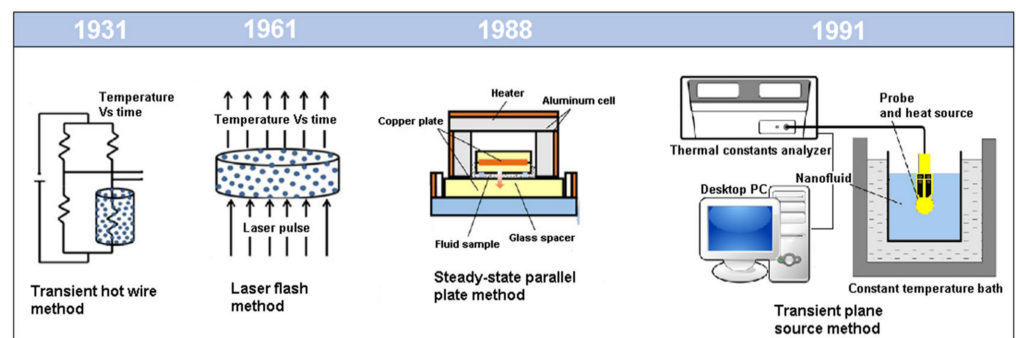 1931
1961
1988
1991
Temperature
Vs time
Transient hot wire
method
Temperature Vs time
Laser pulse
Laser flash
method
Heater
Aluminum cell
Copper plate
Fluid sample
Glass spacer
Steady-state parallel
plate method
Probe
and heat source
Thermal constants analyzer
Nanofluid
Desktop PC
Constant temperature bath
Transient plane
source method